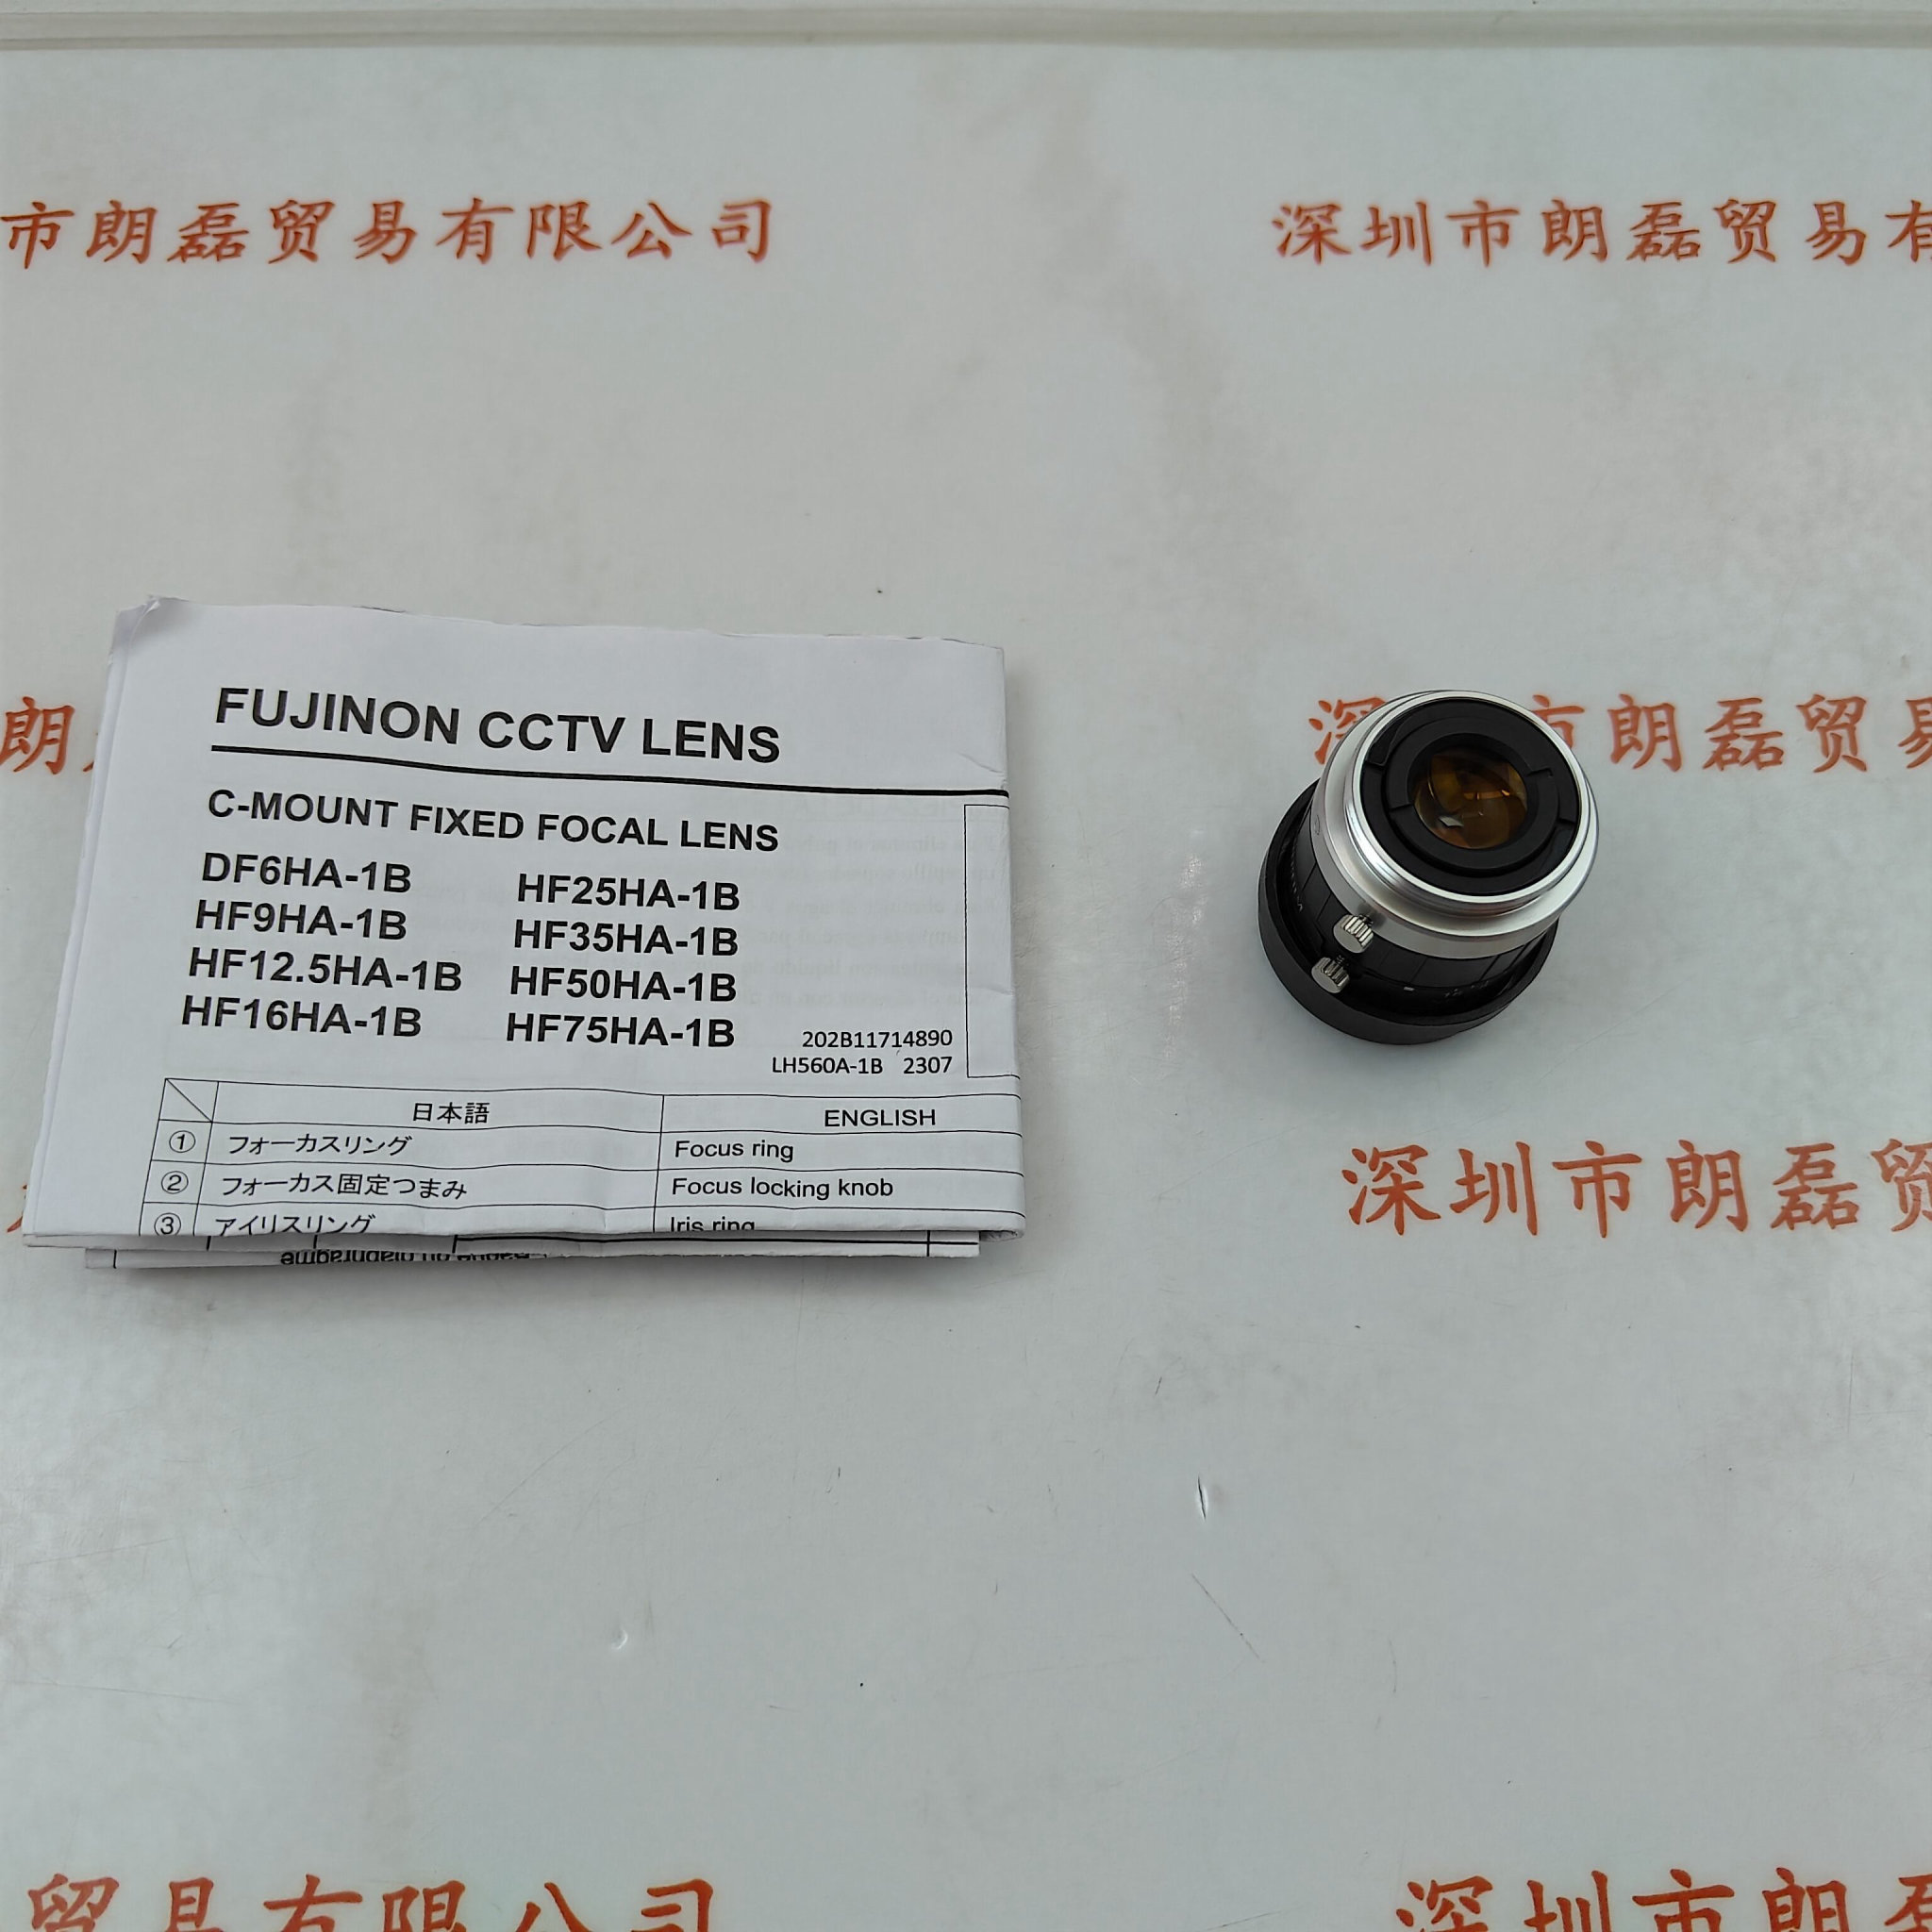 市朗磊贸易有限公司
深圳市朗磊贸易有
朗
深圳市朗磊贸易
FUJINON CCTV LENS
C-MOUNT FIXED FOCAL LENS
DF6HA-1B HF25HA-1B
HF9HA-1B HF35HA-1B
HF12.5HA-1B HF50HA-1B
HF16HA-1B HF75HA-1B
202B11714890
LH560A-1B 2307
日本語 ENGLISH
① フォーカスリング Focus ring
② フォーカス固定つまみ Focus locking knob
③ アイリスリング Iris ring
diaphragme
深圳市朗磊贸
贸易有限公司
深圳市朗磊